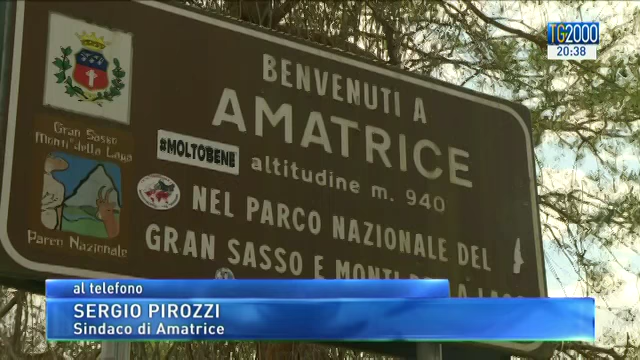 TG2000
20:38
BENVENUTI A
AMATRICE
altitudine m. 940
NEL PARCO NAZIONALE DEL
GRAN SASSO E MONTI
Gran Sasso
Monti della Laga
Parco Nazionale
#MOLTOBENE
al telefono
SERGIO PIROZZI
Sindaco di Amatrice